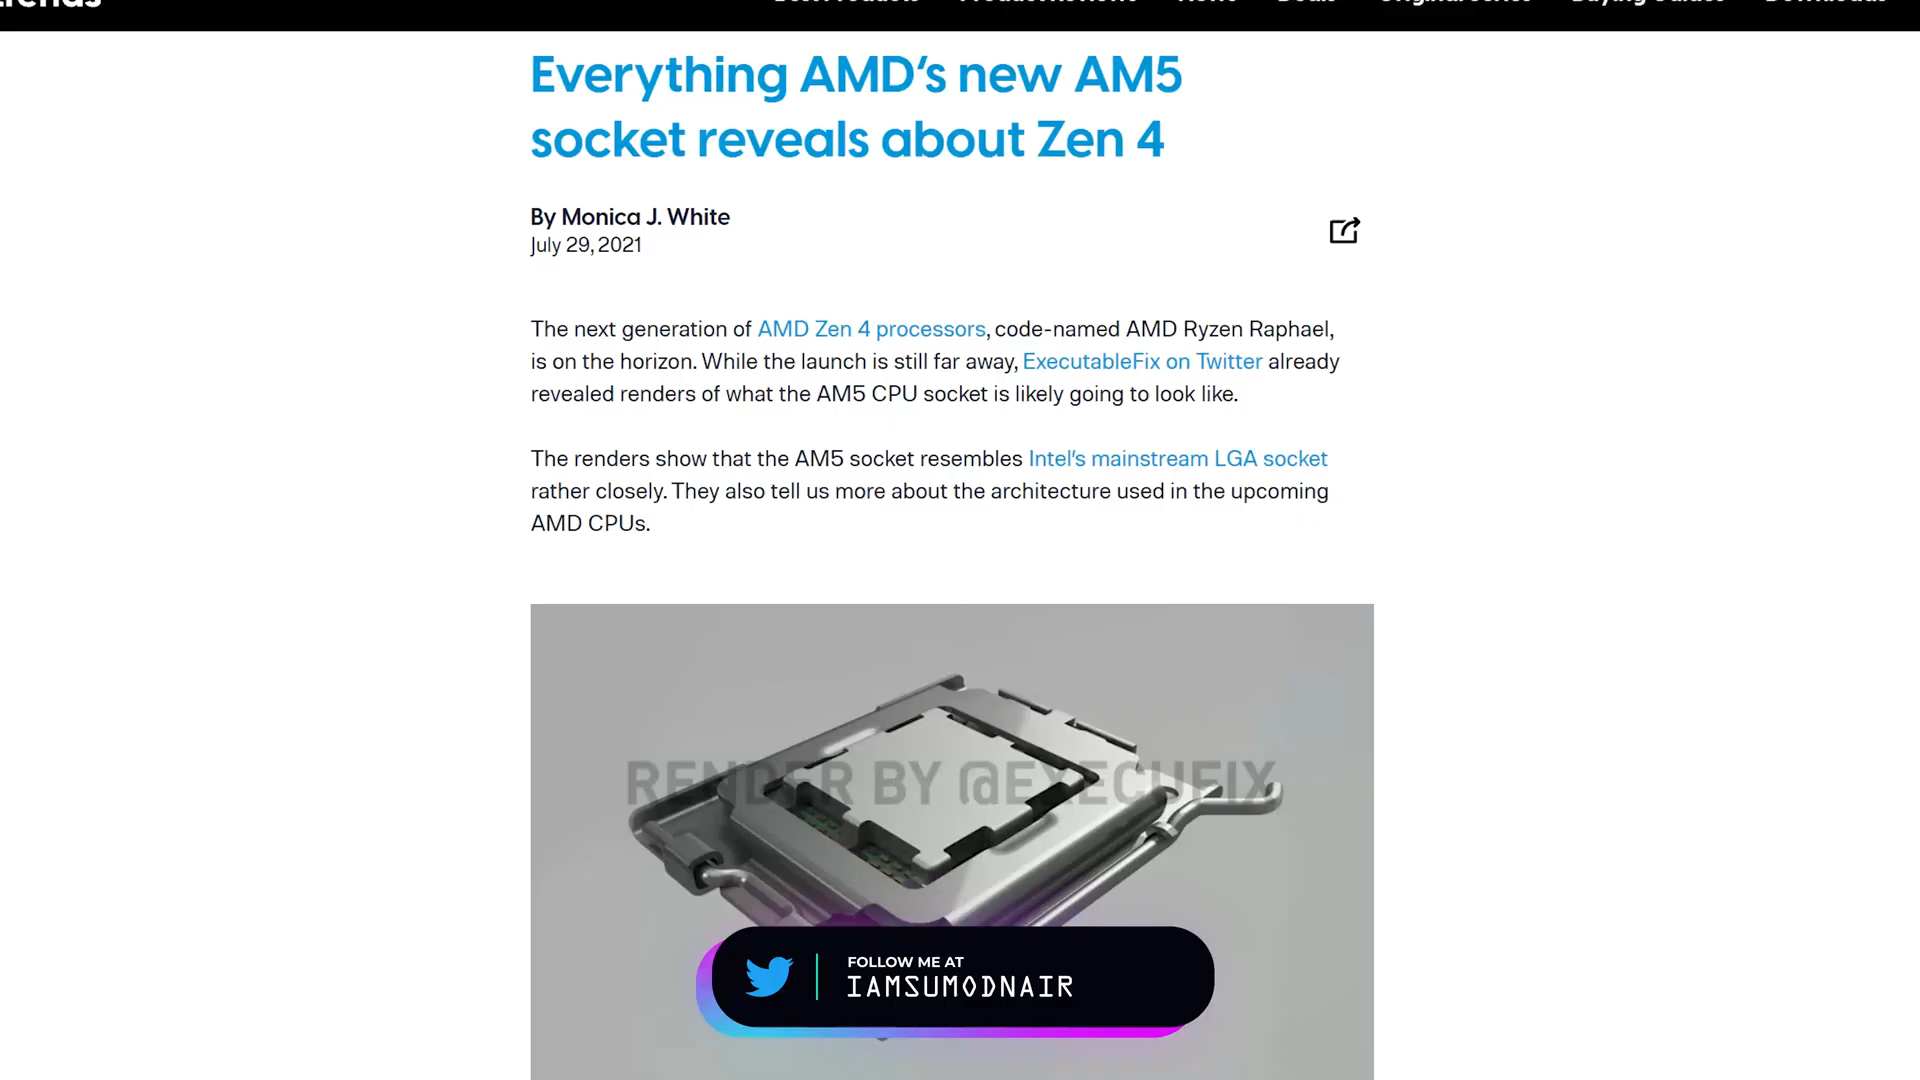 Everything AMD's new AM5
socket reveals about Zen 4
By Monica J. White
July 29, 2021
The next generation of AMD Zen 4 processors, code-named AMD Ryzen Raphael,
is on the horizon. While the launch is still far away, ExecutableFix on Twitter already
revealed renders of what the AM5 CPU socket is likely going to look like.
The renders show that the AM5 socket resembles Intel's mainstream LGA socket
rather closely. They also tell us more about the architecture used in the upcoming
AMD CPUs.
RENDER BY @EXECUFIX
FOLLOW ME AT
IAMSUMODNAIR